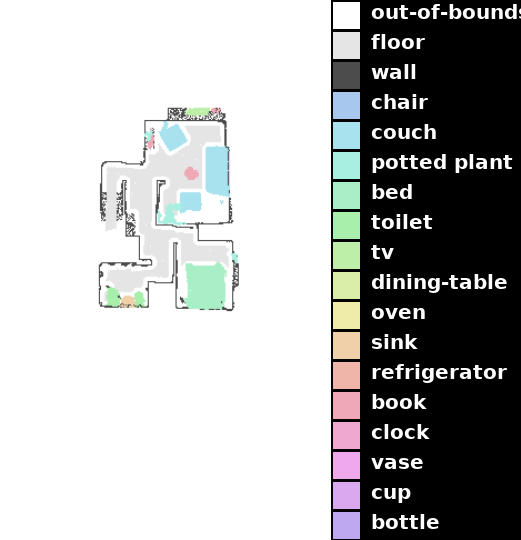 out-of-bounds
floor
wall
chair
couch
potted plant
bed
toilet
tv
dining-table
oven
sink
refrigerator
book
clock
vase
cup
bottle